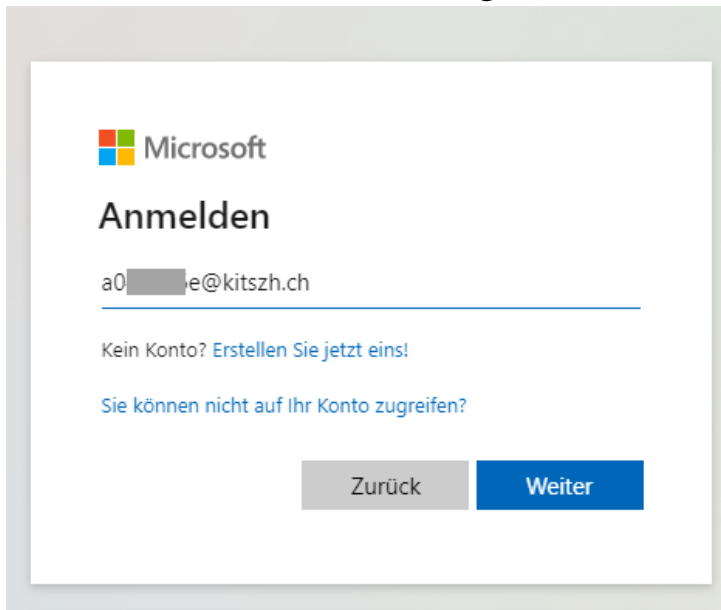 Microsoft
Anmelden
a0 e@kitszh.ch
Kein Konto? Erstellen Sie jetzt eins!
Sie können nicht auf Ihr Konto zugreifen?
Zurück
Weiter